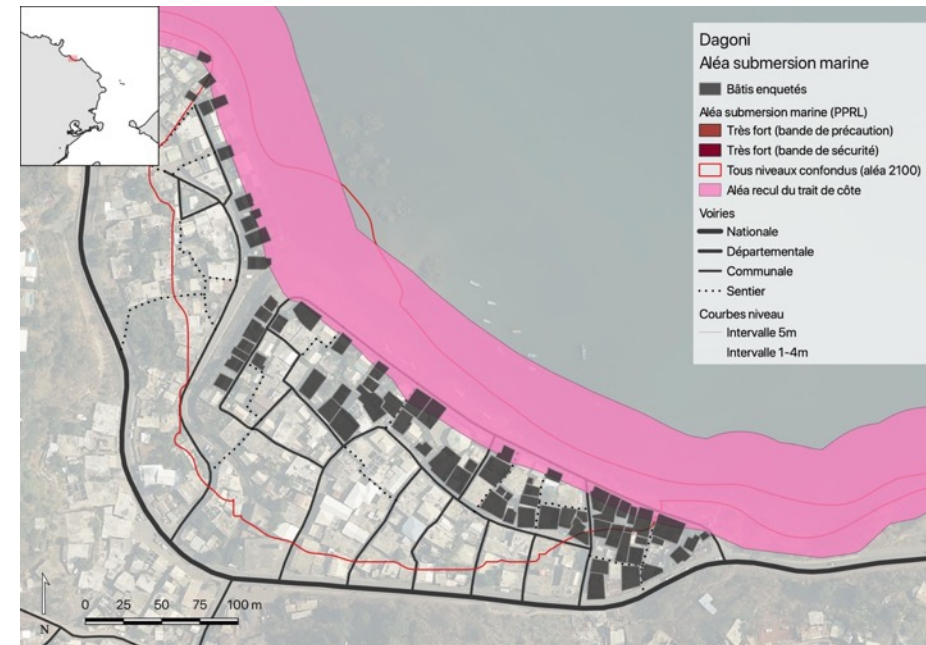 Dagoni
Aléa submersion marine
Bâtis enquetés
Aléa submersion marine (PPRL)
Très fort (bande de précaution)
Très fort (bande de sécurité)
Tous niveaux confondus (aléa 2100)
Aléa recul du trait de côte
Voiries
Nationale
Départementale
Communale
Sentier
Courbes niveau
Intervalle 5m
Intervalle 1-4m
0 25 50 75 100 m
N